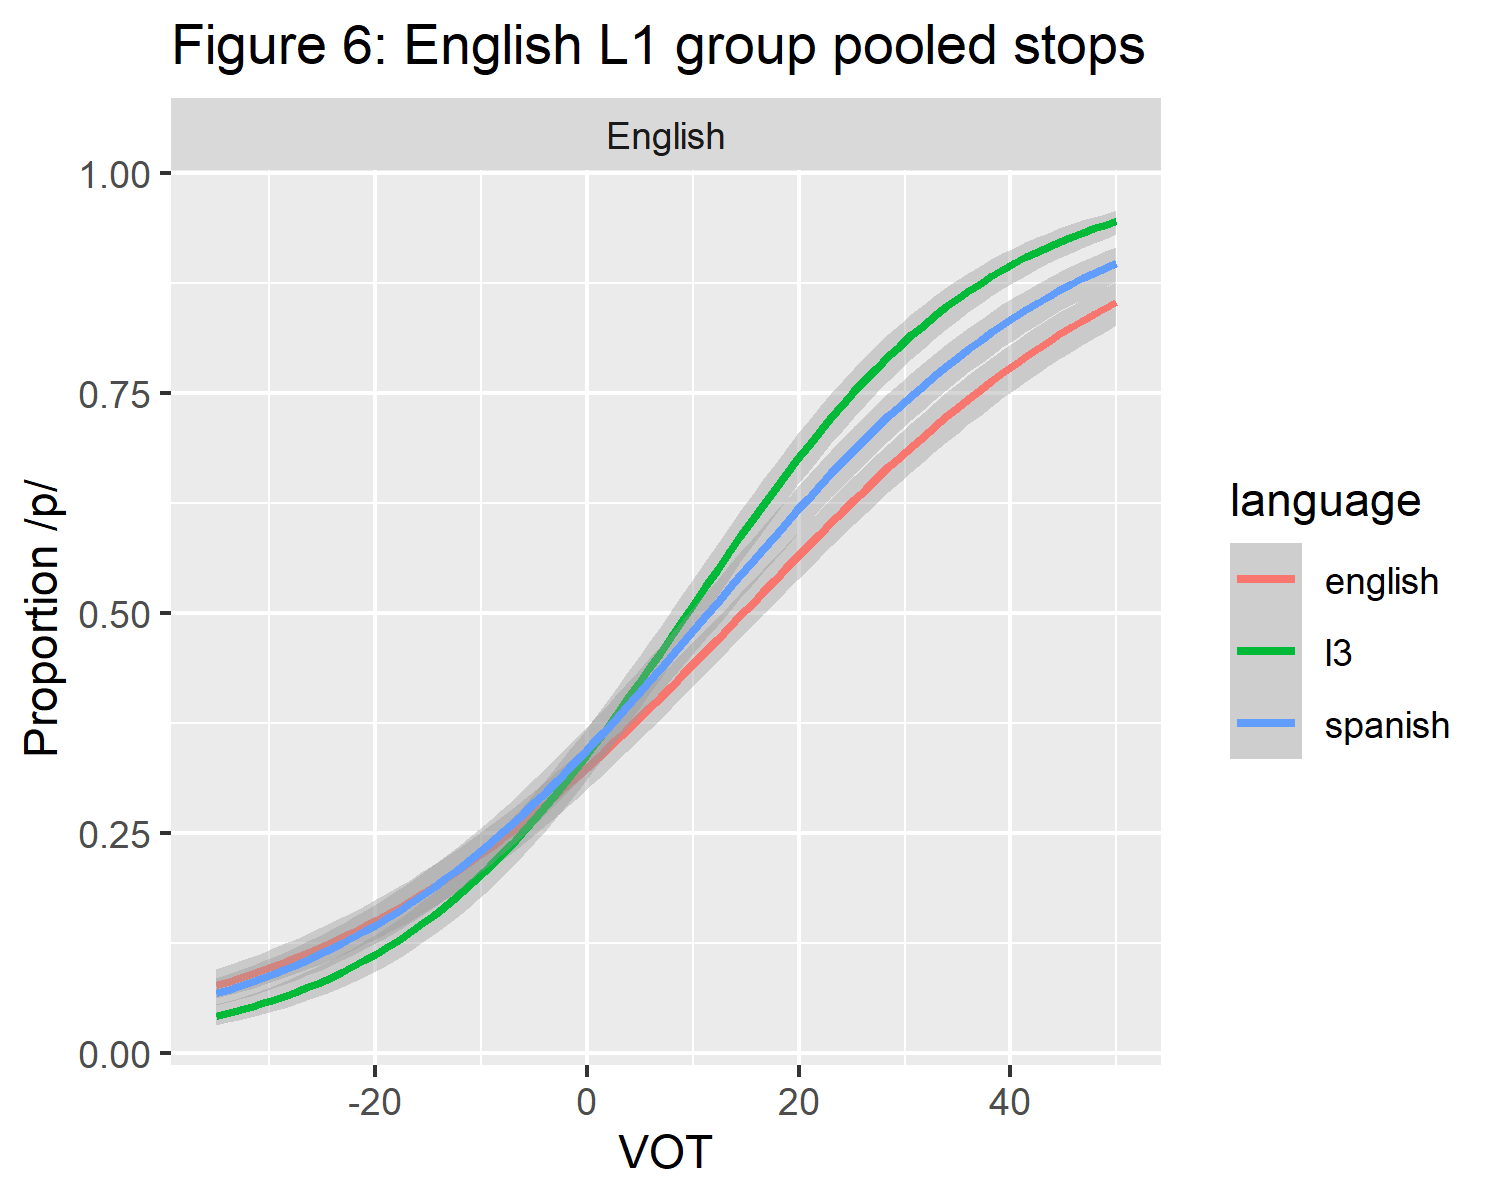 Figure 6: English L1 group pooled stops
English
1.00
0.75
0.50
0.25
0.00
Proportion /p/
-20
0
20
40
VOT
language
english
l3
spanish